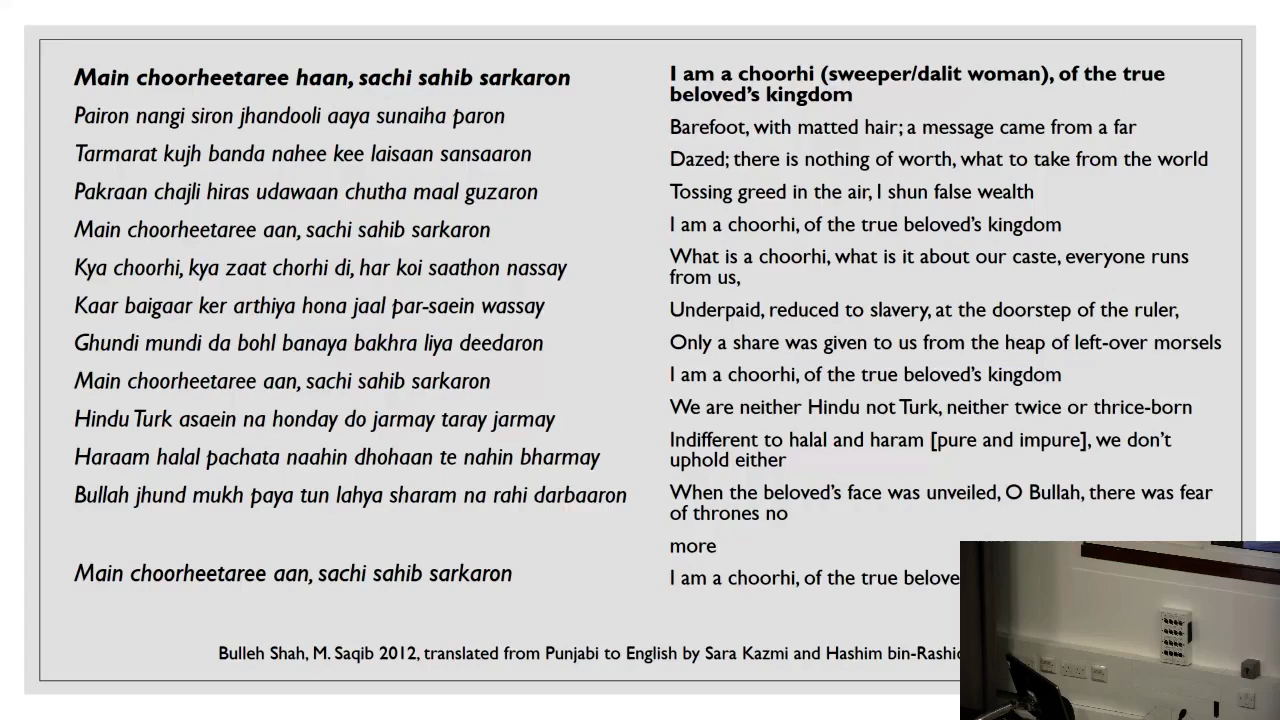 Main choorheetaree haan, sachi sahib sarkaron
Pairon nangi siron jhandooli aaya sunaiha paron
Tarmarat kujh banda nahee kee laisaan sansaaron
Pakraan chajli hiras udawaan chutha maal guzaron
Main choorheetaree aan, sachi sahib sarkaron
Kya choorhi, kya zaat chorhi di, har koi saathon nassay
Kaar baigaar ker arthiya hona jaal par-saein wassay
Ghundi mundi da bohl banaya bakhra liya deedaron
Main choorheetaree aan, sachi sahib sarkaron
Hindu Turk asaein na honday do jarmay taray jarmay
Haraam halal pachata naahin dhohaan te nahin bharmay
Bullah jhund mukh paya tun lahya sharam na rahi darbaaron
Main choorheetaree aan, sachi sahib sarkaron
I am a choorhi (sweeper/dalit woman), of the true
beloved's kingdom
Barefoot, with matted hair; a message came from a far
Dazed; there is nothing of worth, what to take from the world
Tossing greed in the air, I shun false wealth
I am a choorhi, of the true beloved's kingdom
What is a choorhi, what is it about our caste, everyone runs
from us,
Underpaid, reduced to slavery, at the doorstep of the ruler,
Only a share was given to us from the heap of left-over morsels
I am a choorhi, of the true beloved's kingdom
We are neither Hindu not Turk, neither twice or thrice-born
Indifferent to halal and haram [pure and impure], we don't
uphold either
When the beloved's face was unveiled, O Bullah, there was fear
of thrones no
more
I am a choorhi, of the true
Bulleh Shah, M. Saqib 2012, translated from Punjabi to English by Sara Kazmi and Hashim